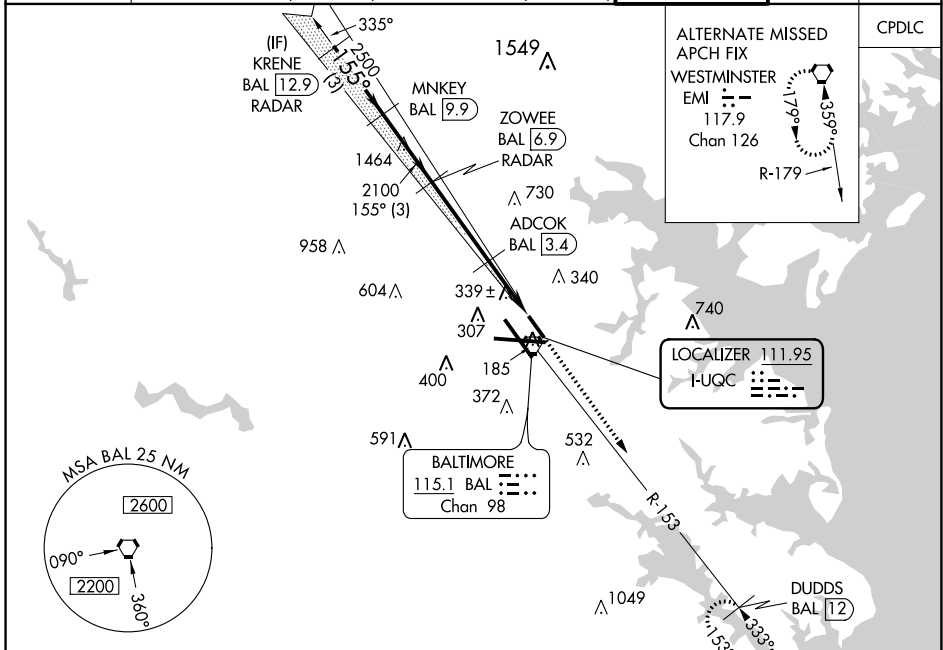 335°
2500
155°
(3)
(IF)
KRENE
BAL 12.9
RADAR
MNKEY
BAL 9.9
1549
ZOWEE
BAL 6.9
RADAR
1464
2100
155° (3)
730
ADCOK
BAL 3.4
958
604
339 ±
340
307
185
400
372
591
532
740
LOCALIZER 111.95
I-UQC
BALTIMORE
115.1 BAL
Chan 98
R-153
1049
DUDDS
BAL 12
333°
153°
MSA BAL 25 NM
2600
090°
2200
360°
ALTERNATE MISSED
APCH FIX
WESTMINSTER
EMI
117.9
Chan 126
179°
359°
R-179
CPDLC